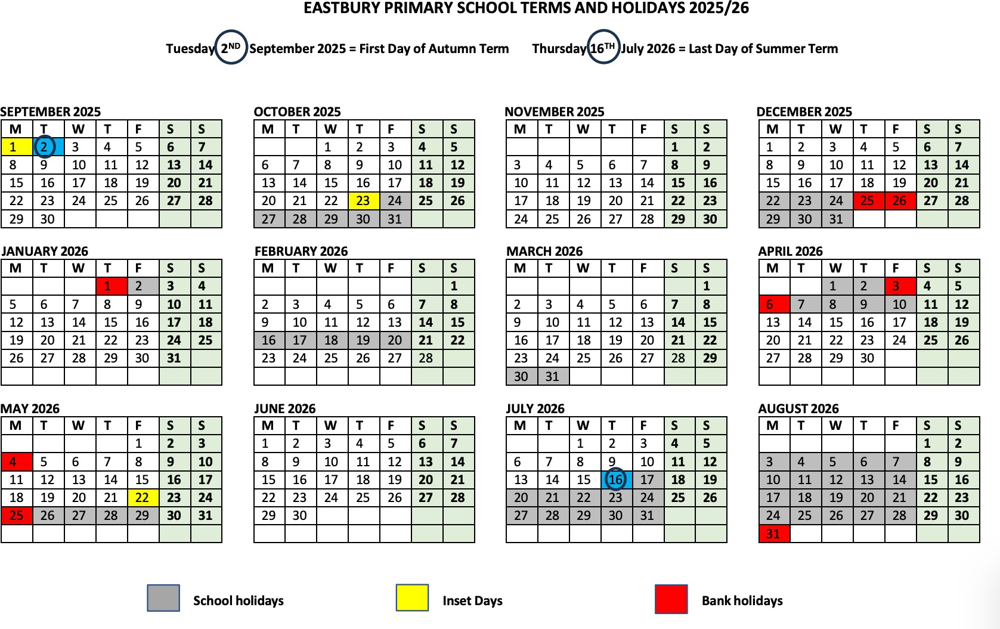 EASTBURY PRIMARY SCHOOL TERMS AND HOLIDAYS 2025/26
Tuesday 2ND September 2025 = First Day of Autumn Term Thursday 16TH July 2026 = Last Day of Summer Term
SEPTEMBER 2025
M T W T F S S
1 2 3 4 5 6 7
8 9 10 11 12 13 14
15 16 17 18 19 20 21
22 23 24 25 26 27 28
29 30
OCTOBER 2025
M T W T F S S
1 2 3 4 5
6 7 8 9 10 11 12
13 14 15 16 17 18 19
20 21 22 23 24 25 26
27 28 29 30 31
NOVEMBER 2025
M T W T F S S
1 2
3 4 5 6 7 8 9
10 11 12 13 14 15 16
17 18 19 20 21 22 23
24 25 26 27 28 29 30
DECEMBER 2025
M T W T F S S
1 2 3 4 5 6 7
8 9 10 11 12 13 14
15 16 17 18 19 20 21
22 23 24 25 26 27 28
29 30 31
JANUARY 2026
M T W T F S S
1 2 3 4
5 6 7 8 9 10 11
12 13 14 15 16 17 18
19 20 21 22 23 24 25
26 27 28 29 30 31
FEBRUARY 2026
M T W T F S S
1
2 3 4 5 6 7 8
9 10 11 12 13 14 15
16 17 18 19 20 21 22
23 24 25 26 27 28
MARCH 2026
M T W T F S S
1
2 3 4 5 6 7 8
9 10 11 12 13 14 15
16 17 18 19 20 21 22
23 24 25 26 27 28 29
30 31
APRIL 2026
M T W T F S S
1 2 3 4 5
6 7 8 9 10 11 12
13 14 15 16 17 18 19
20 21 22 23 24 25 26
27 28 29 30
MAY 2026
M T W T F S S
1 2 3
4 5 6 7 8 9 10
11 12 13 14 15 16 17
18 19 20 21 22 23 24
25 26 27 28 29 30 31
JUNE 2026
M T W T F S S
1 2 3 4 5 6 7
8 9 10 11 12 13 14
15 16 17 18 19 20 21
22 23 24 25 26 27 28
29 30
JULY 2026
M T W T F S S
1 2 3 4 5
6 7 8 9 10 11 12
13 14 15 16 17 18 19
20 21 22 23 24 25 26
27 28 29 30 31
AUGUST 2026
M T W T F S S
1 2
3 4 5 6 7 8 9
10 11 12 13 14 15 16
17 18 19 20 21 22 23
24 25 26 27 28 29 30
31
School holidays
Inset Days
Bank holidays